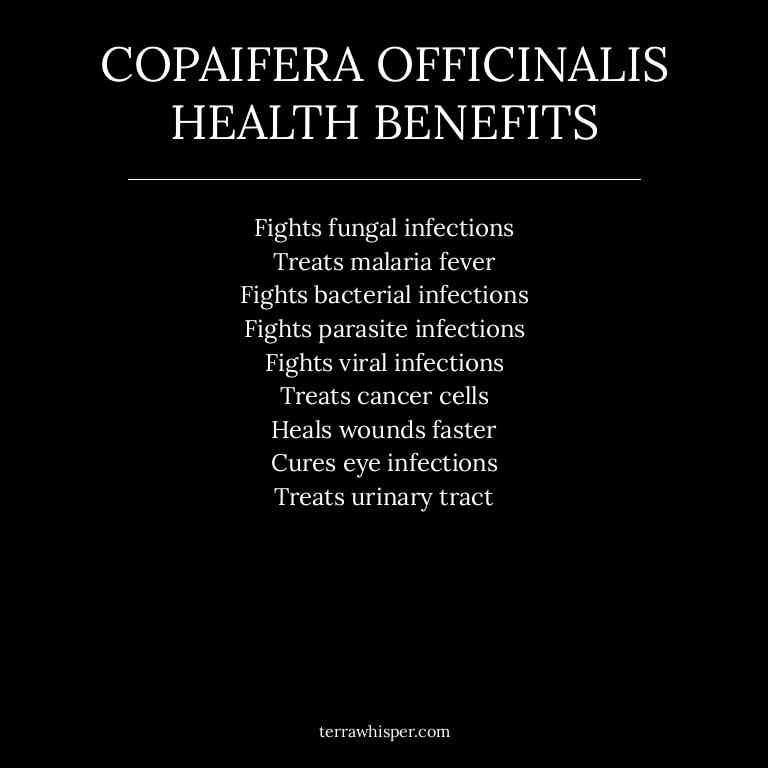 COPAIFERA OFFICINALIS
HEALTH BENEFITS
Fights fungal infections
Treats malaria fever
Fights bacterial infections
Fights parasite infections
Fights viral infections
Treats cancer cells
Heals wounds faster
Cures eye infections
Treats urinary tract
terrawhisper.com